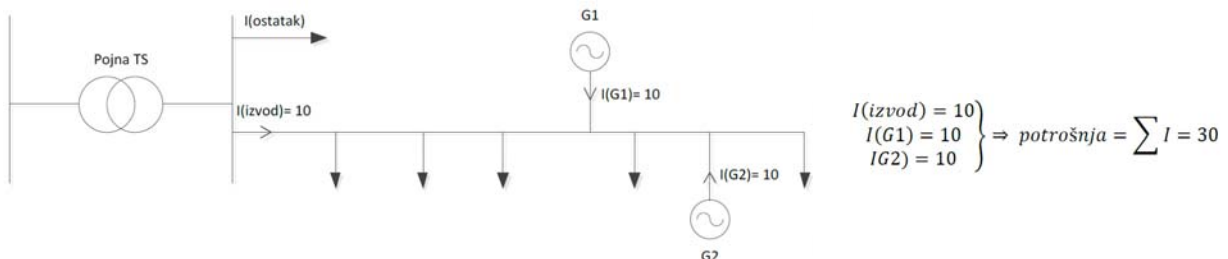 I(ostatak)
G1
Pojna TS
I(G1)= 10
I(izvod)= 10
I(izvod) = 10
I(G1) = 10
IG2) = 10
} ⇒ potrošnja = ∑ I = 30
I(G2)= 10
G2